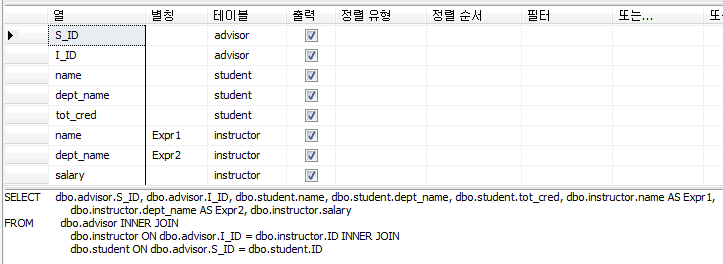 열 별칭 테이블 출력 정렬 유형 정렬 순서 필터 또는... 또는
S_ID advisor
I_ID advisor
name student
dept_name student
tot_cred student
name Expr1 instructor
dept_name Expr2 instructor
salary instructor
SELECT dbo.advisor.S_ID, dbo.advisor.I_ID, dbo.student.name, dbo.student.dept_name, dbo.student.tot_cred, dbo.instructor.name AS Expr1,
dbo.instructor.dept_name AS Expr2, dbo.instructor.salary
FROM dbo.advisor INNER JOIN
dbo.instructor ON dbo.advisor.I_ID = dbo.instructor.ID INNER JOIN
dbo.student ON dbo.advisor.S_ID = dbo.student.ID